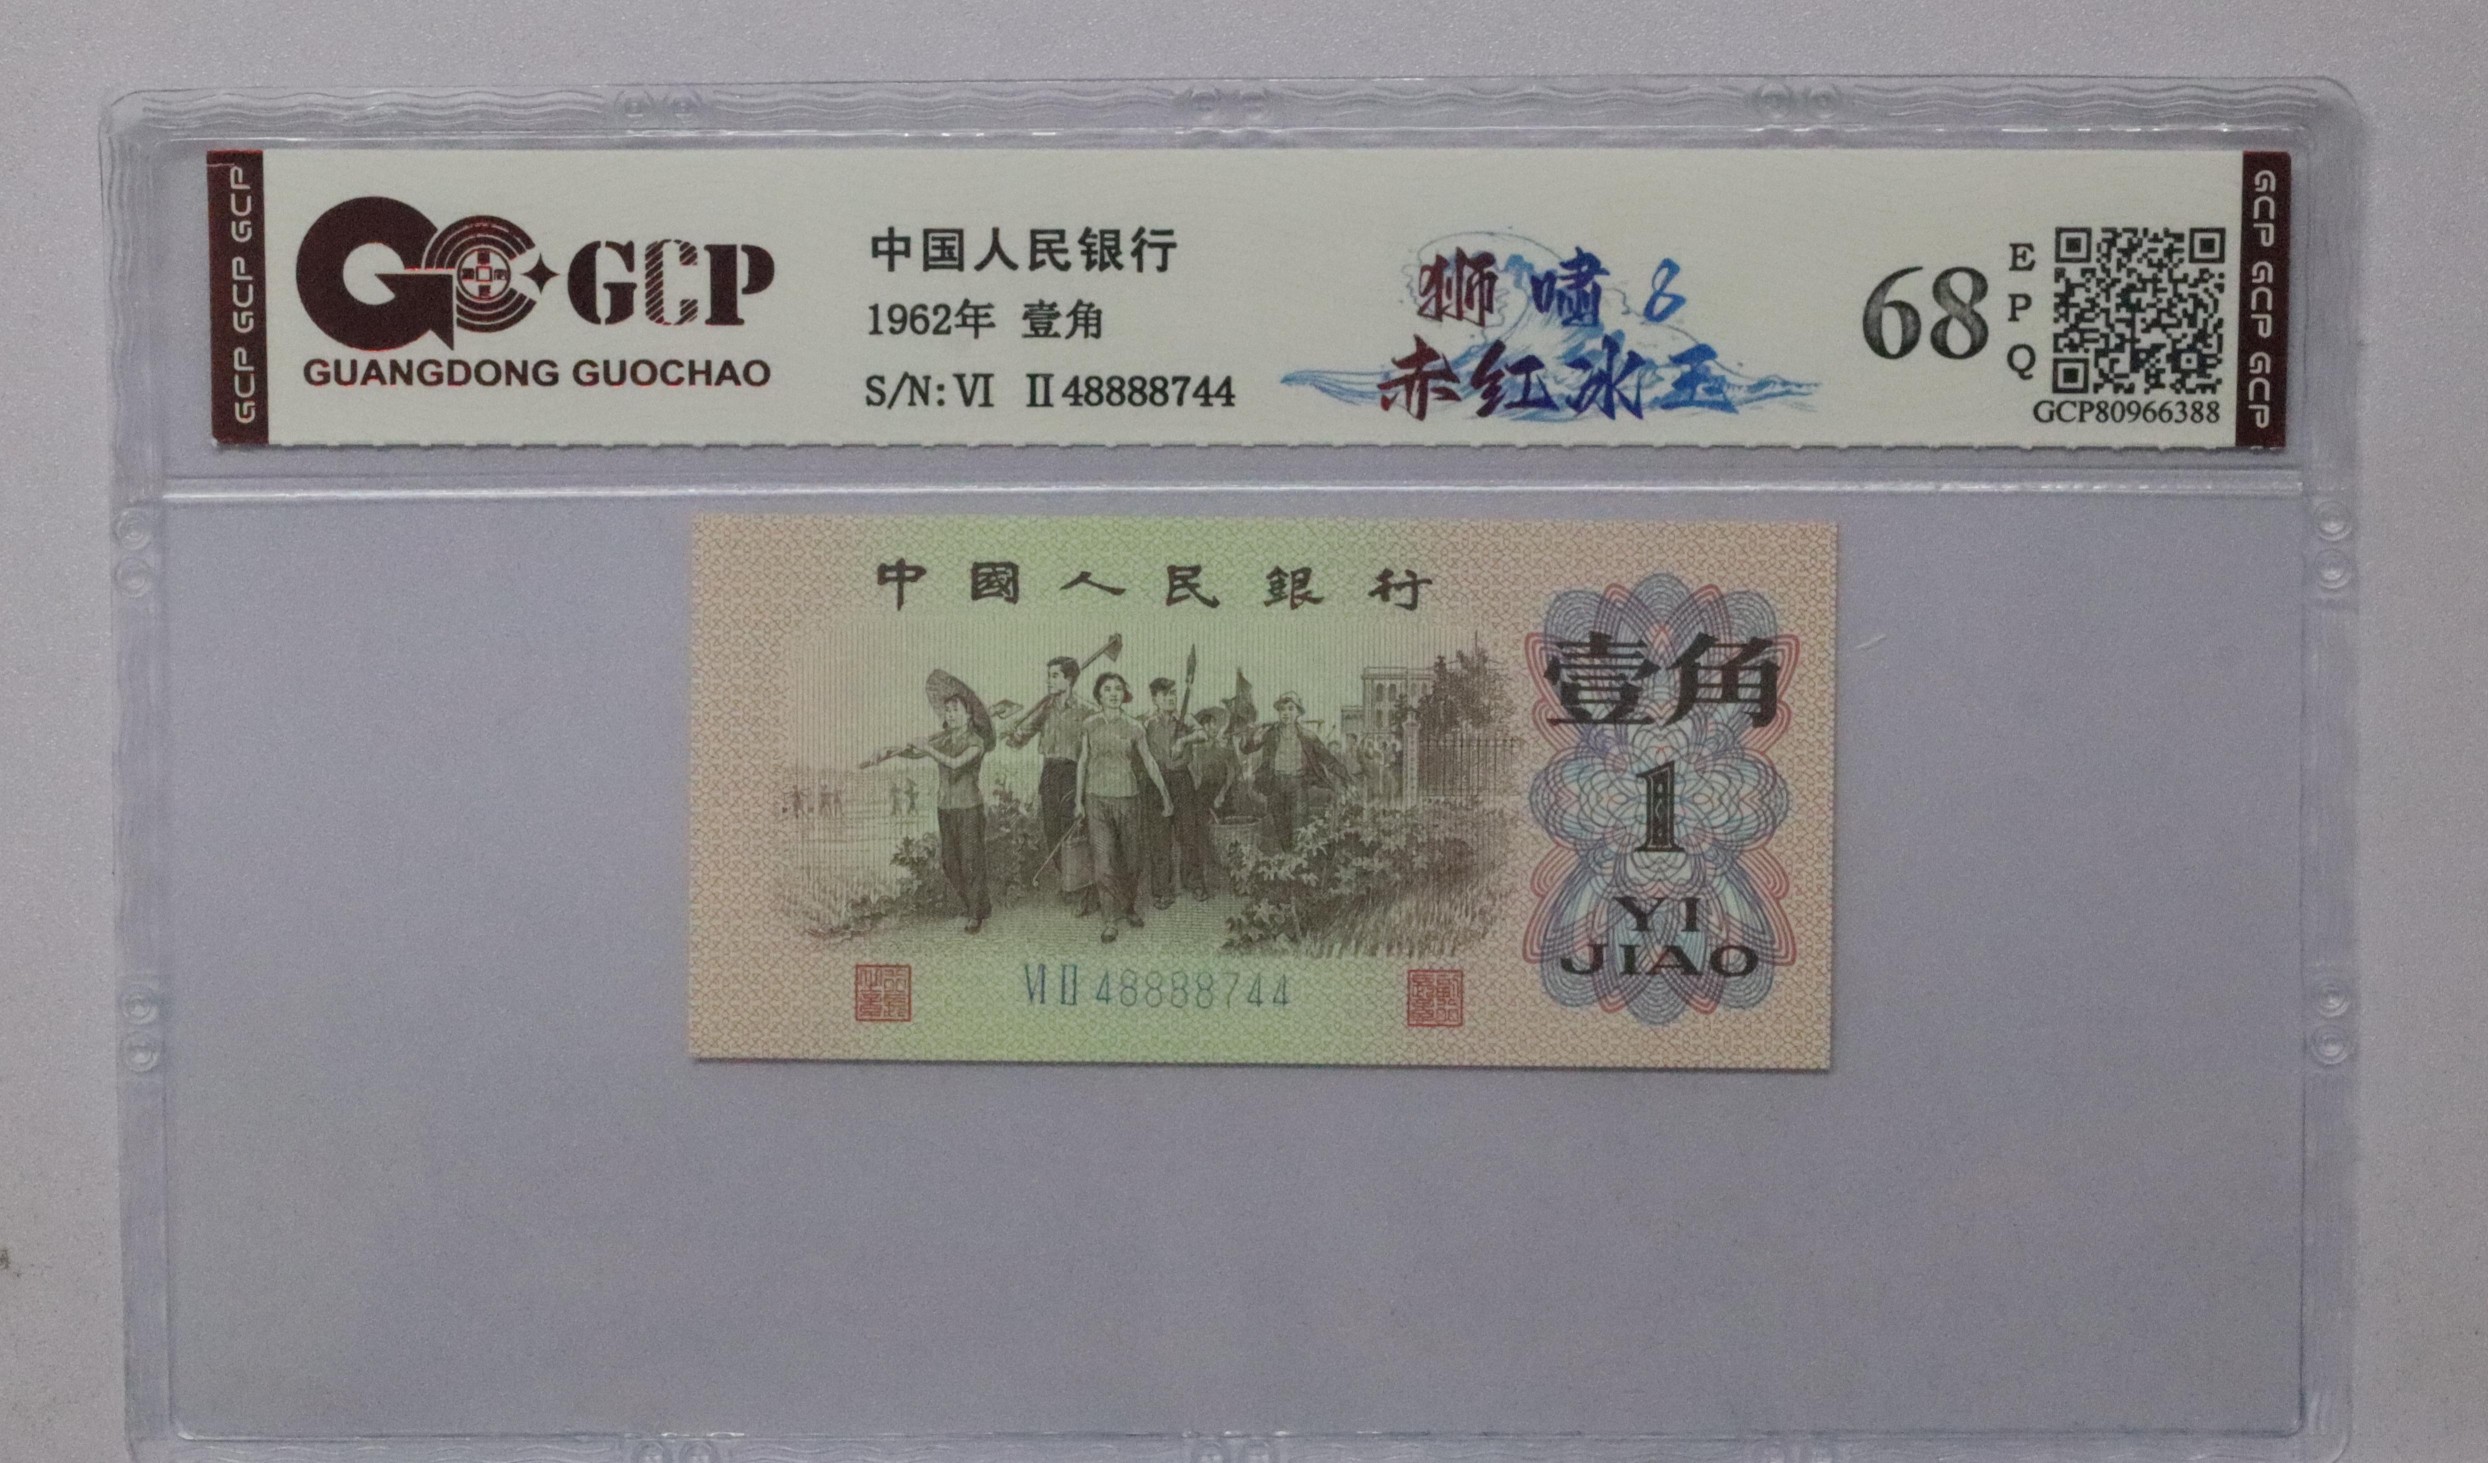 GCP GCP GCP
GCP
GUANGDONG GUOCHAO
中国人民银行
1962年 壹角
S/N: VI II 48888744
狮啸8
赤红冰玉
68
EPQ
GCP80966388
GCP GCP GCP
中國人民銀行
壹角
1
YI
JIAO
VI II 48888744